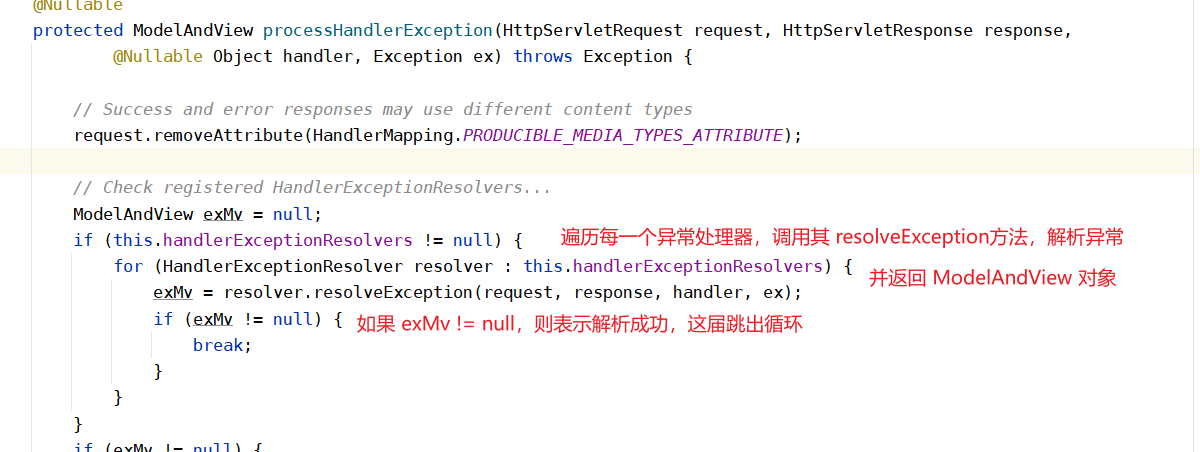 @Nullable
protected ModelAndView processHandlerException(HttpServletRequest request, HttpServletResponse response,
@Nullable Object handler, Exception ex) throws Exception {
// Success and error responses may use different content types
request.removeAttribute(HandlerMapping.PRODUCIBLE_MEDIA_TYPES_ATTRIBUTE);
// Check registered HandlerExceptionResolvers...
ModelAndView exMv = null;
if (this.handlerExceptionResolvers != null) { 遍历每一个异常处理器，调用其 resolveException方法，解析异常
for (HandlerExceptionResolver resolver : this.handlerExceptionResolvers) { 并返回 ModelAndView 对象
exMv = resolver.resolveException(request, response, handler, ex);
if (exMv != null) { 如果 exMv != null，则表示解析成功，这届跳出循环
break;
}
}
}
if (exMv != null) {